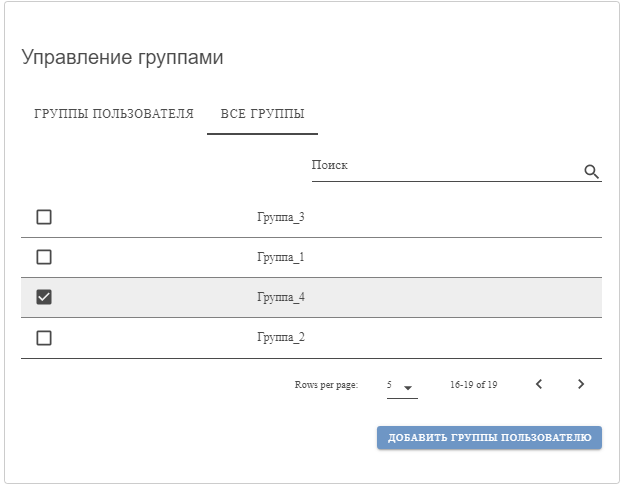 Управление группами
ГРУППЫ ПОЛЬЗОВАТЕЛЯ ВСЕ ГРУППЫ
Поиск
Группа_3
Группа_1
Группа_4
Группа_2
Rows per page: 5 16-19 of 19
ДОБАВИТЬ ГРУППЫ ПОЛЬЗОВАТЕЛЮ